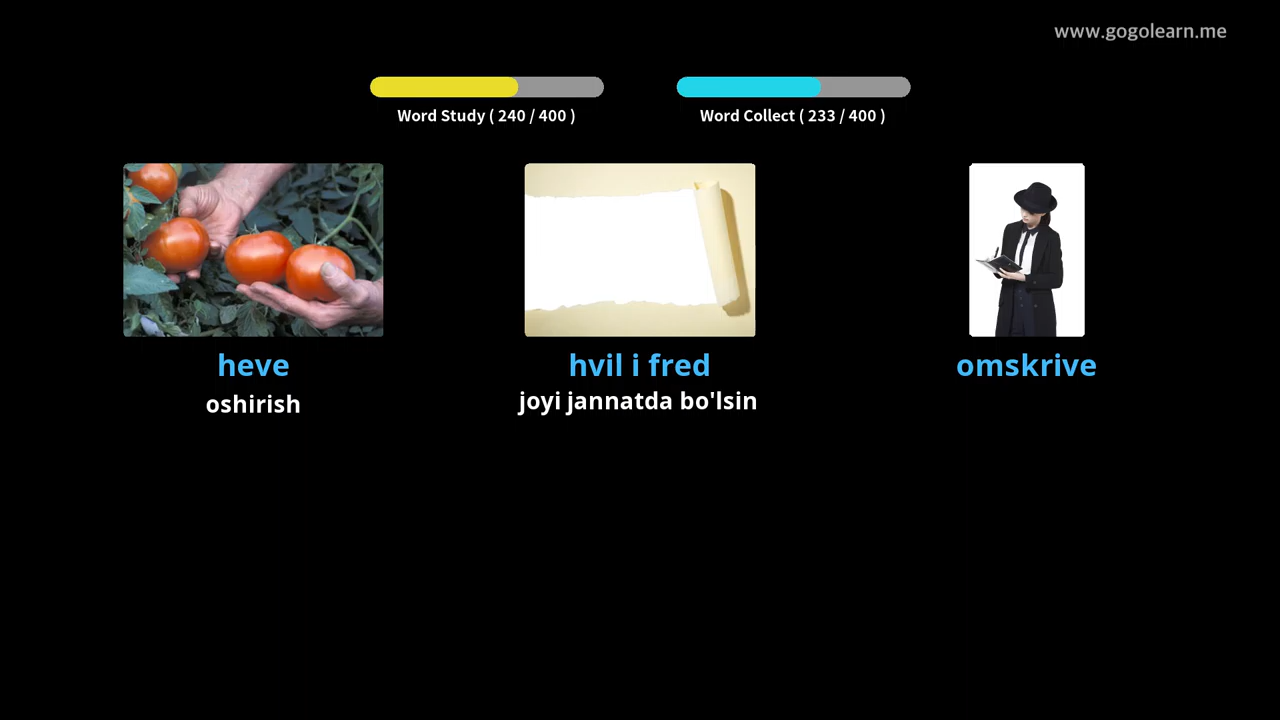 www.gogolearn.me
Word Study ( 240 / 400 )
Word Collect ( 233 / 400 )
heve
oshirish
hvil i fred
joyi jannatda bo'lsin
omskrive